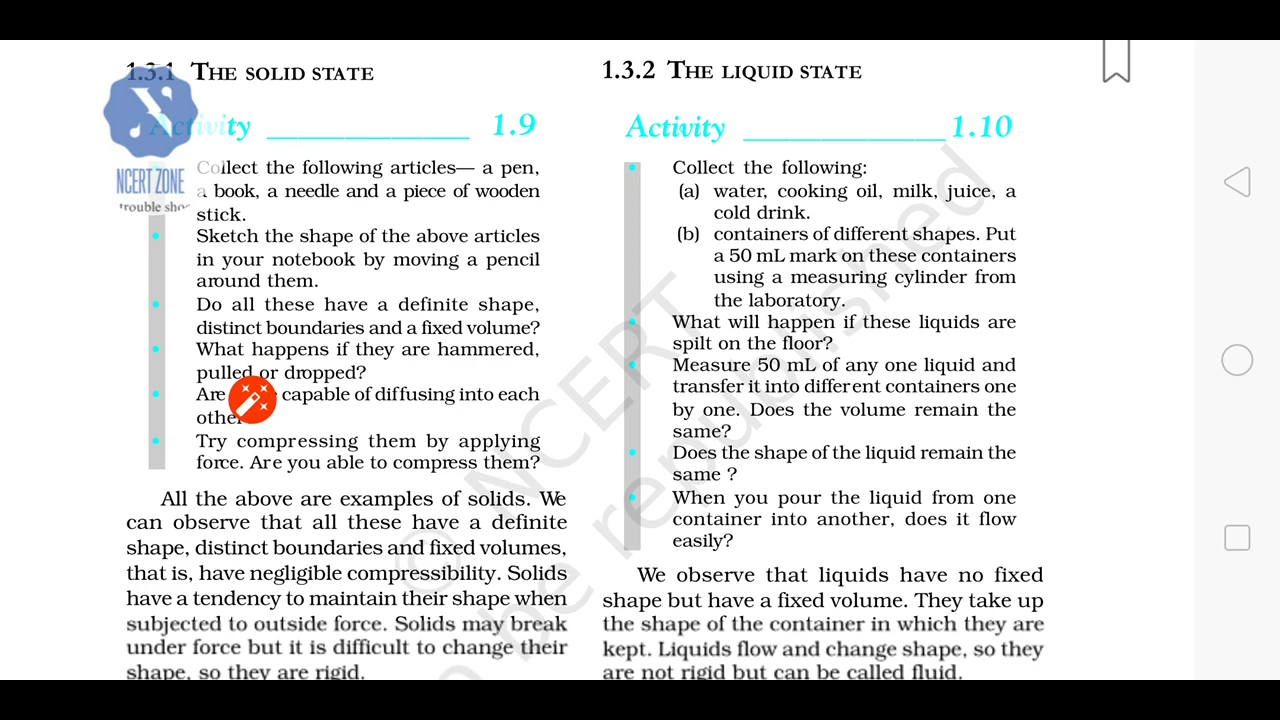 1.3.1 THE SOLID STATE
Activity 1.9
Collect the following articles— a pen,
a book, a needle and a piece of wooden
stick.
Sketch the shape of the above articles
in your notebook by moving a pencil
around them.
Do all these have a definite shape,
distinct boundaries and a fixed volume?
What happens if they are hammered,
pulled or dropped?
Are capable of diffusing into each
other
Try compressing them by applying
force. Are you able to compress them?
All the above are examples of solids. We
can observe that all these have a definite
shape, distinct boundaries and fixed volumes,
that is, have negligible compressibility. Solids
have a tendency to maintain their shape when
subjected to outside force. Solids may break
under force but it is difficult to change their
shape, so they are rigid.
1.3.2 THE LIQUID STATE
Activity 1.10
Collect the following:
(a) water, cooking oil, milk, juice, a
cold drink.
(b) containers of different shapes. Put
a 50 mL mark on these containers
using a measuring cylinder from
the laboratory.
What will happen if these liquids are
spilt on the floor?
Measure 50 mL of any one liquid and
transfer it into different containers one
by one. Does the volume remain the
same?
Does the shape of the liquid remain the
same ?
When you pour the liquid from one
container into another, does it flow
easily?
We observe that liquids have no fixed
shape but have a fixed volume. They take up
the shape of the container in which they are
kept. Liquids flow and change shape, so they
are not rigid but can be called fluid.
NCERT ZONE
trouble
© NCERT
be republished